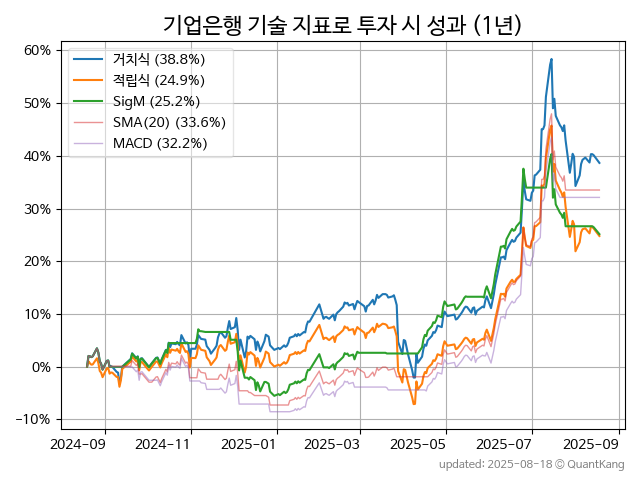 기업은행 기술 지표로 투자 시 성과 (1년)
60%
50%
40%
30%
20%
10%
0%
−10%
거치식 (38.8%)
적립식 (24.9%)
SigM (25.2%)
SMA(20) (33.6%)
MACD (32.2%)
2024-09 2024-11 2025-01 2025-03 2025-05 2025-07 2025-09
updated: 2025-08-18 © QuantKang